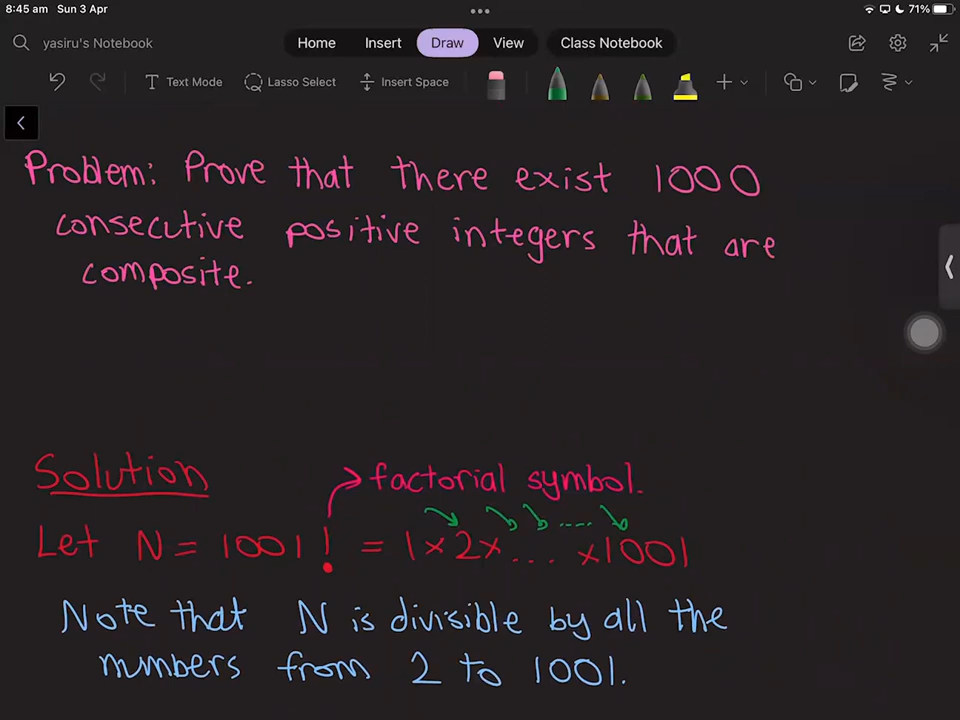 8:45 am Sun 3 Apr
71%
yasiru's Notebook
Home Insert Draw View Class Notebook
Text Mode Lasso Select Insert Space
Problem: Prove that there exist 1000
consecutive positive integers that are
composite.
Solution
factorial symbol.
Let N = 1001! = 1×2×... ×1001
Note that N is divisible by all the
numbers from 2 to 1001.